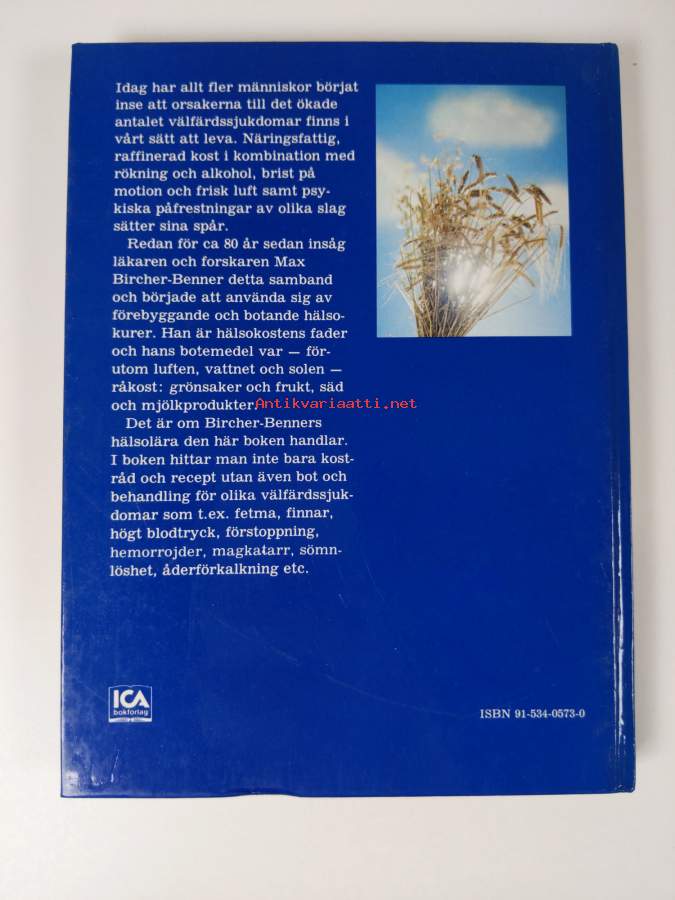 Idag har allt fler människor börjat
inse att orsakerna till det ökade
antalet välfärdssjukdomar finns i
vårt sätt att leva. Näringsfattig,
raffinerad kost i kombination med
rökning och alkohol, brist på
motion och frisk luft samt psy-
kiska påfrestningar av olika slag
sätter sina spår.
Redan för ca 80 år sedan insåg
läkaren och forskaren Max
Bircher-Benner detta samband
och började att använda sig av
förebyggande och botande hälso-
kurer. Han är hälsokostens fader
och hans botemedel var — för-
utom luften, vattnet och solen —
råkost: grönsaker och frukt, säd
och mjölkprodukter.
Antikvariaatti.net
Det är om Bircher-Benners
hälsolära den här boken handlar.
I boken hittar man inte bara kost-
råd och recept utan även bot och
behandling för olika välfärdssjuk-
domar som t.ex. fetma, finnar,
högt blodtryck, förstoppning,
hemorrojder, magkatarr, sömn-
löshet, åderförkalkning etc.
ICA
bokförlag
ISBN 91-534-0573-0